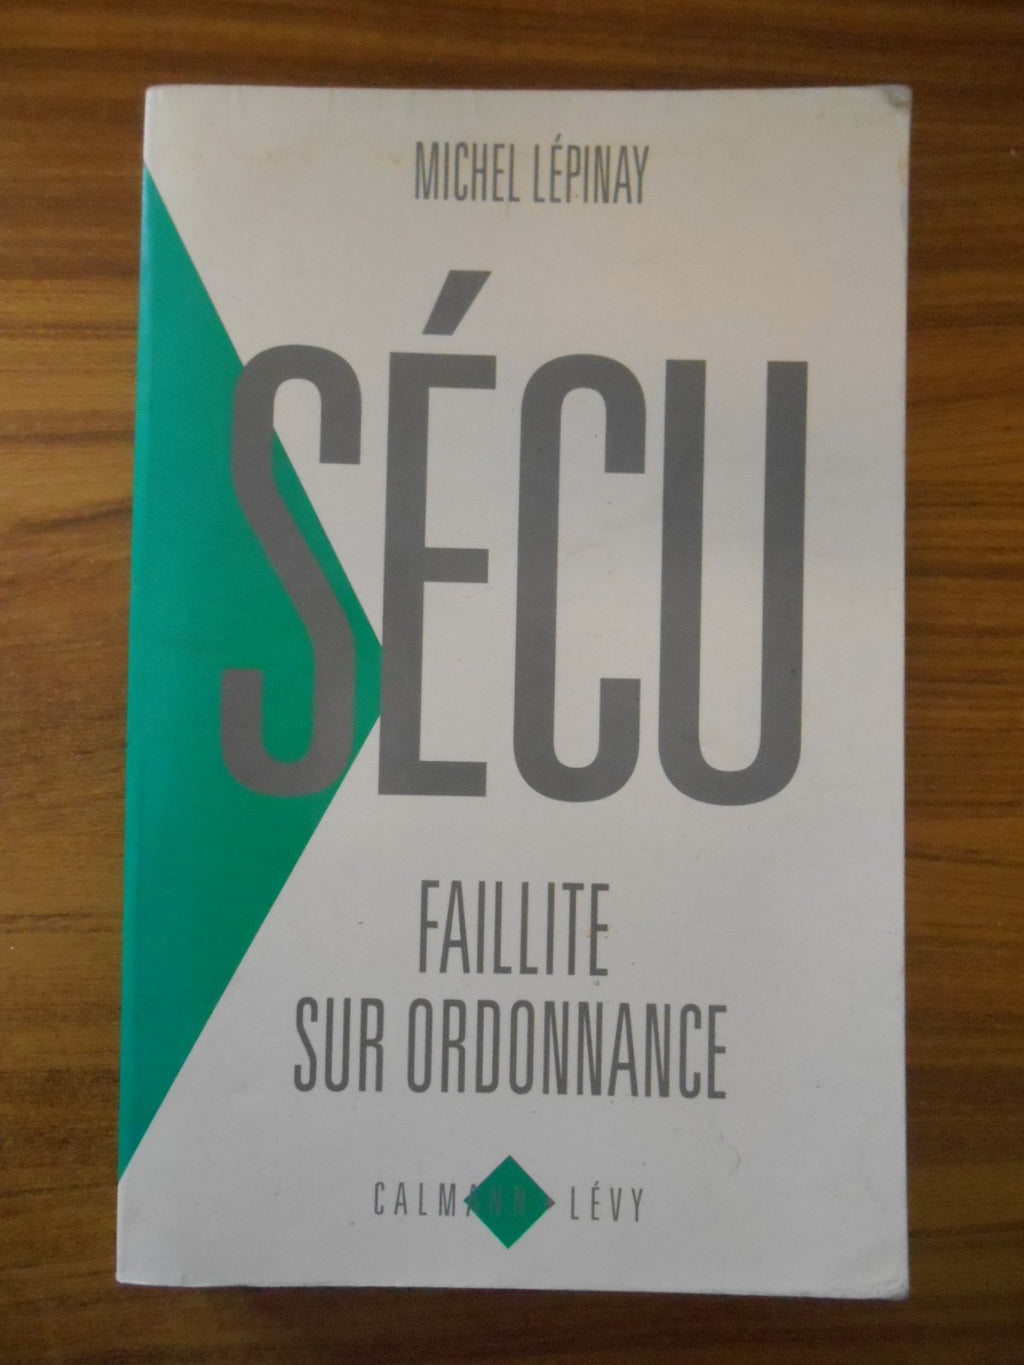 MICHEL LÉPINAY
SÉCU
FAILLITE
SUR ORDONNANCE
CALMANN-LÉVY